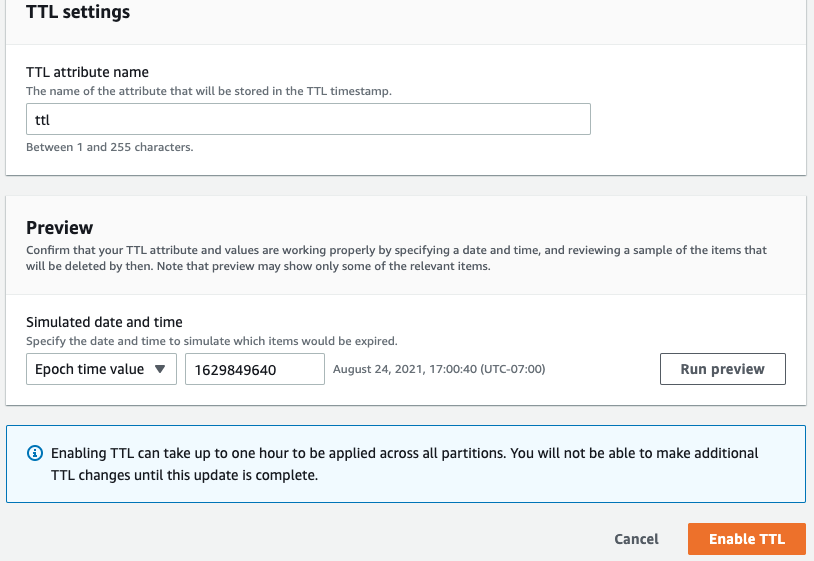 TTL settings
TTL attribute name
The name of the attribute that will be stored in the TTL timestamp.
ttl
Between 1 and 255 characters.
Preview
Confirm that your TTL attribute and values are working properly by specifying a date and time, and reviewing a sample of the items that
will be deleted by then. Note that preview may show only some of the relevant items.
Simulated date and time
Specify the date and time to simulate which items would be expired.
Epoch time value 1629849640 August 24, 2021, 17:00:40 (UTC-07:00) Run preview
Enabling TTL can take up to one hour to be applied across all partitions. You will not be able to make additional
TTL changes until this update is complete.
Cancel Enable TTL